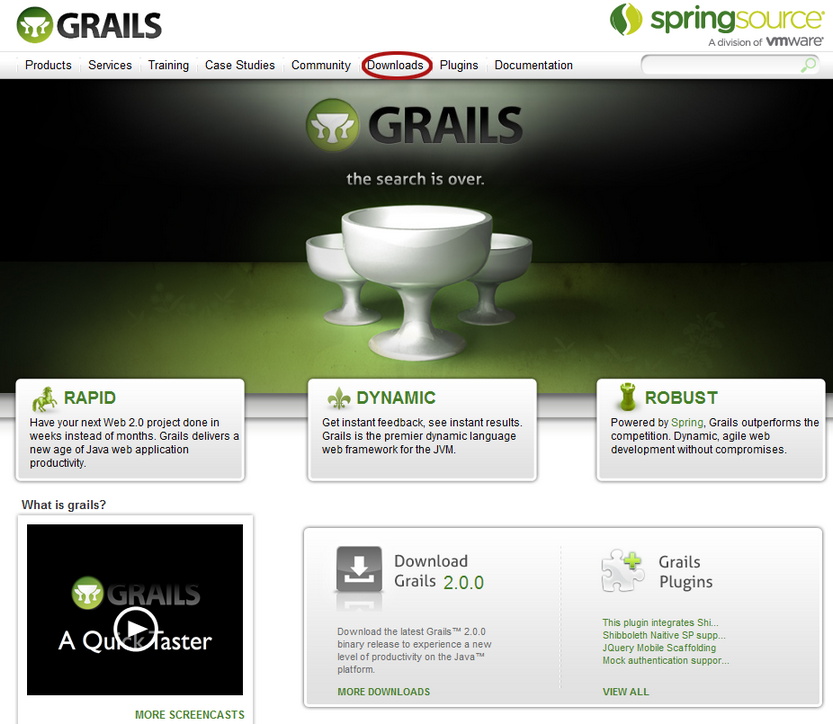 GRAILS
springsource
A division of vmware
Products Services Training Case Studies Community Downloads Plugins Documentation
GRAILS
the search is over.
RAPID
Have your next Web 2.0 project done in
weeks instead of months. Grails delivers a
new age of Java web application
productivity.
DYNAMIC
Get instant feedback, see instant results.
Grails is the premier dynamic language
web framework for the JVM.
ROBUST
Powered by Spring, Grails outperforms the
competition. Dynamic, agile web
development without compromises.
What is grails?
GRAILS
A Quick Taster
MORE SCREENCASTS
Download
Grails 2.0.0
Download the latest Grails™ 2.0.0
binary release to experience a new
level of productivity on the Java™
platform.
MORE DOWNLOADS
Grails
Plugins
This plugin integrates Shi...
Shibboleth Naitive SP supp...
JQuery Mobile Scaffolding
Mock authentication suppor...
VIEW ALL